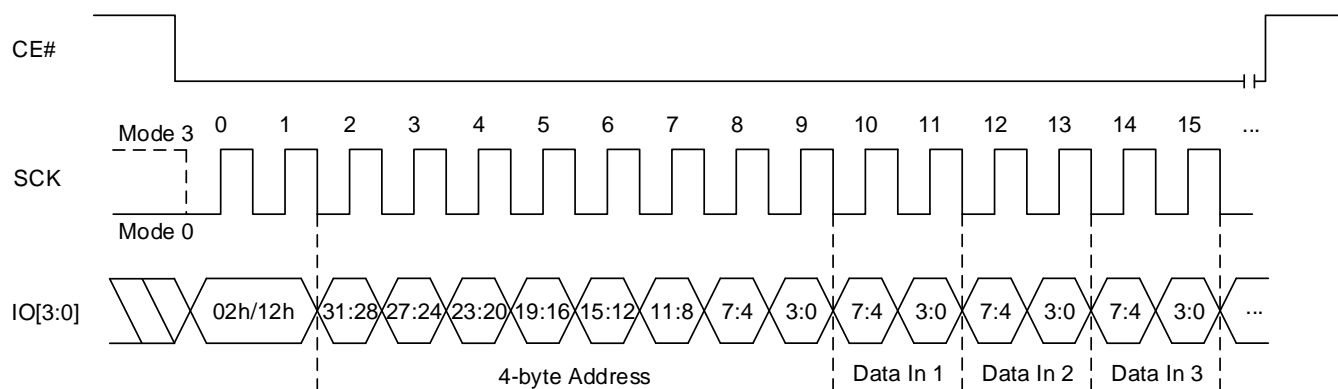 CE#
0 1 2 3 4 5 6 7 8 9 10 11 12 13 14 15 ...
Mode 3
SCK
Mode 0
IO[3:0] 02h/12h 31:28 27:24 23:20 19:16 15:12 11:8 7:4 3:0 7:4 3:0 7:4 3:0 7:4 3:0 ...
4-byte Address Data In 1 Data In 2 Data In 3